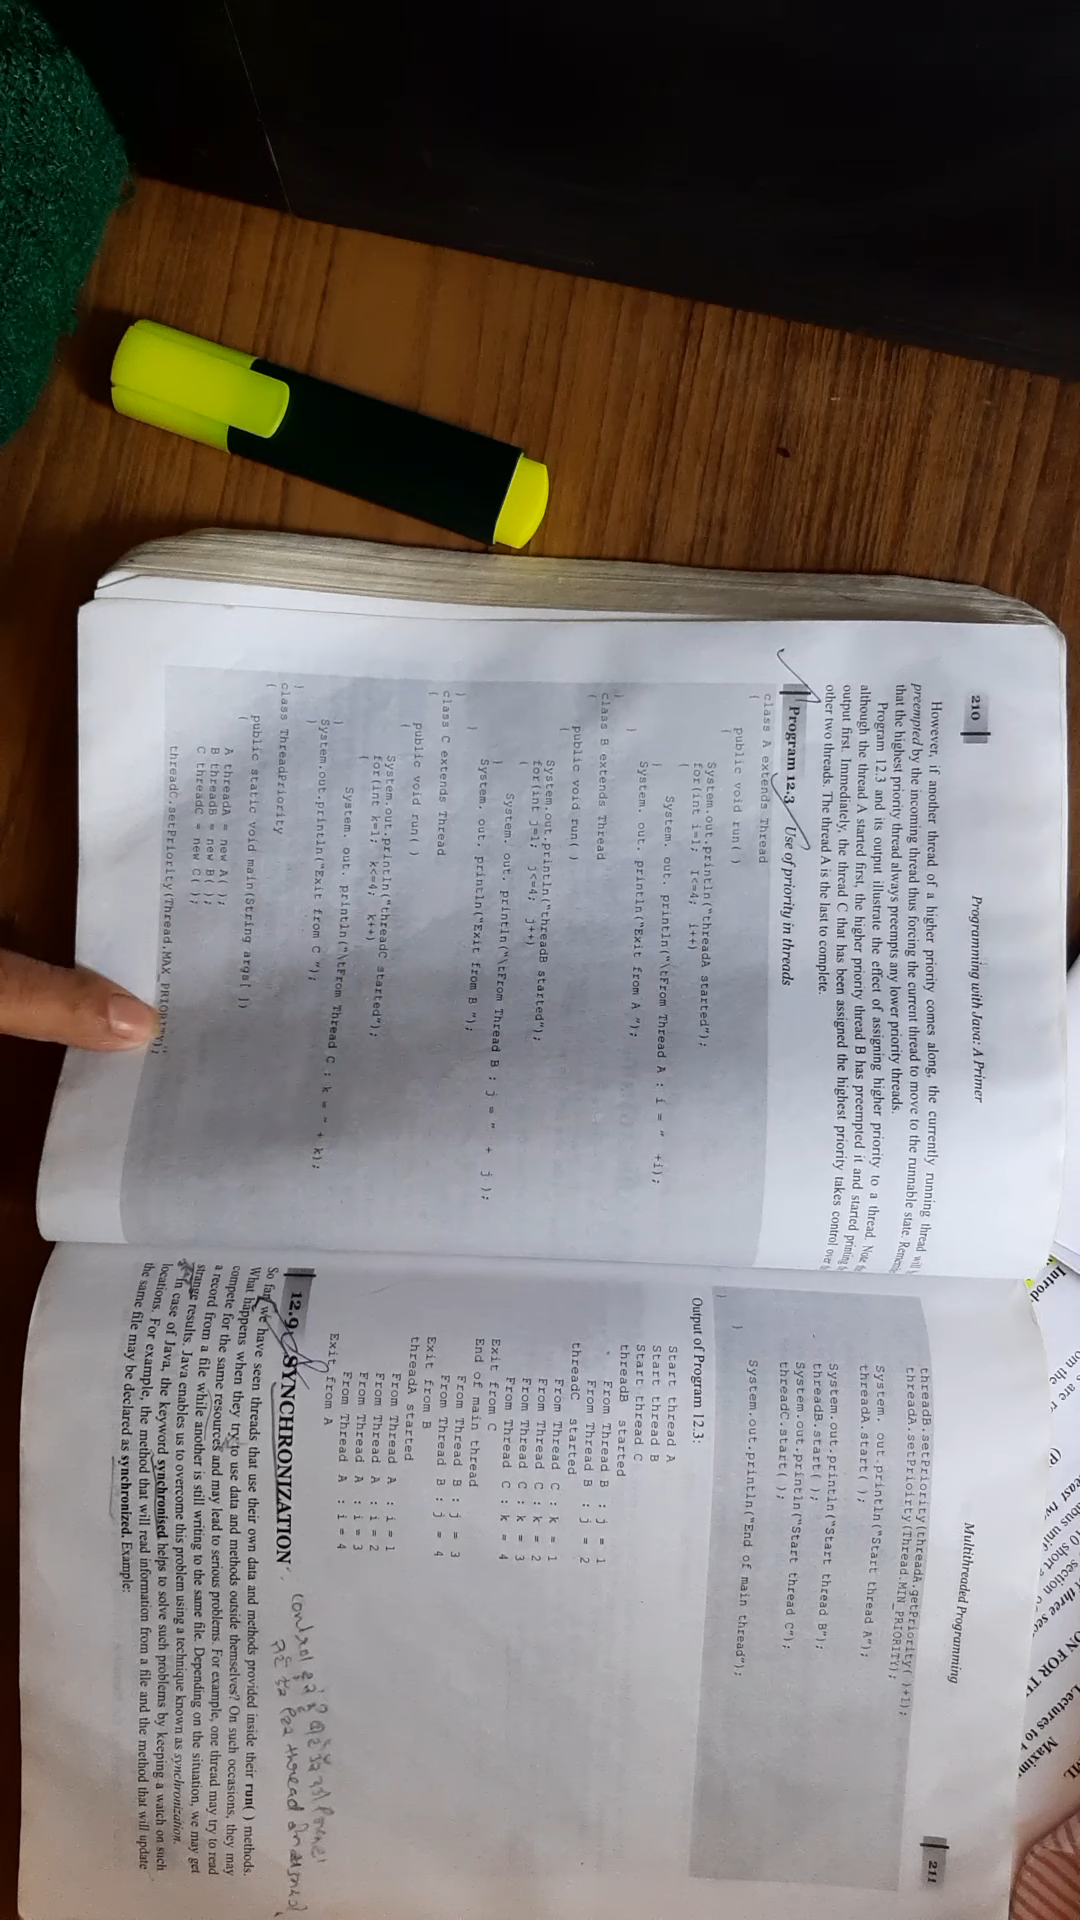 210
Programming with Java: A Primer
However, if another thread of a higher priority comes along, the currently running thread will
preempted by the incoming thread thus forcing the current thread to move to the runnable state.
that the highest priority thread always preempts any lower priority threads.
Program 12.3 and its output illustrate the effect of assigning higher priority to a thread. Note
although the thread A started first, the higher priority thread B has preempted it and started printing
output first. Immediately, the thread C that has been assigned the highest priority takes control over
other two threads. The thread A is the last to complete.
Program 12.3 Use of priority in threads
class A extends Thread
{
public void run( )
{
System.out.println("threadA started");
for(int i=1; I<=4; i++)
{
System. out. println("\tFrom Thread A : i = " +i);
}
System. out. println("Exit from A ");
}
}
class B extends Thread
{
public void run( )
{
System.out.println("threadB started");
for(int j=1; j<=4; j++)
{
System. out. println("\tFrom Thread B : j = " + j );
}
System. out. println("Exit from B ");
}
}
class C extends Thread
{
public void run( )
{
System.out.println("threadC started");
for(int k=1; k<=4; k++)
{
System. out. println("\tFrom Thread C : k = " + k);
}
System.out.println("Exit from C ");
}
}
class ThreadPriority
{
public static void main(String args[ ])
{
A threadA = new A( );
B threadB = new B( );
C threadC = new C( );
threadC.setPriority(Thread.MAX_PRIORITY);
Multithreaded Programming
211
threadB.setPriority(threadA.getPriority( )+1);
threadA.setPrioirty(Thread.MIN_PRIORITY);
System. out.println("Start thread A");
threadA.start( );
System.out.println("Start thread B");
threadB.start( );
System.out.println("Start thread C");
threadC.start( );
System.out.println("End of main thread");
}
}
Output of Program 12.3:
Start thread A
Start thread B
Start thread C
threadB started
From Thread B : j = 1
From Thread B : j = 2
threadC started
From Thread C : k = 1
From Thread C : k = 2
From Thread C : k = 3
From Thread C : k = 4
Exit from C
End of main thread
From Thread B : j = 3
From Thread B : j = 4
Exit from B
threadA started
From Thread A : i = 1
From Thread A : i = 2
From Thread A : i = 3
From Thread A : i = 4
Exit from A
12.9 SYNCHRONIZATION
control
thread
So far, we have seen threads that use their own data and methods provided inside their run( ) methods.
What happens when they try to use data and methods outside themselves? On such occasions, they may
compete for the same resources and may lead to serious problems. For example, one thread may try to read
a record from a file while another is still writing to the same file. Depending on the situation, we may get
strange results. Java enables us to overcome this problem using a technique known as synchronization.
In case of Java, the keyword synchronised helps to solve such problems by keeping a watch on such
locations. For example, the method that will read information from a file and the method that will update
the same file may be declared as synchronized. Example: